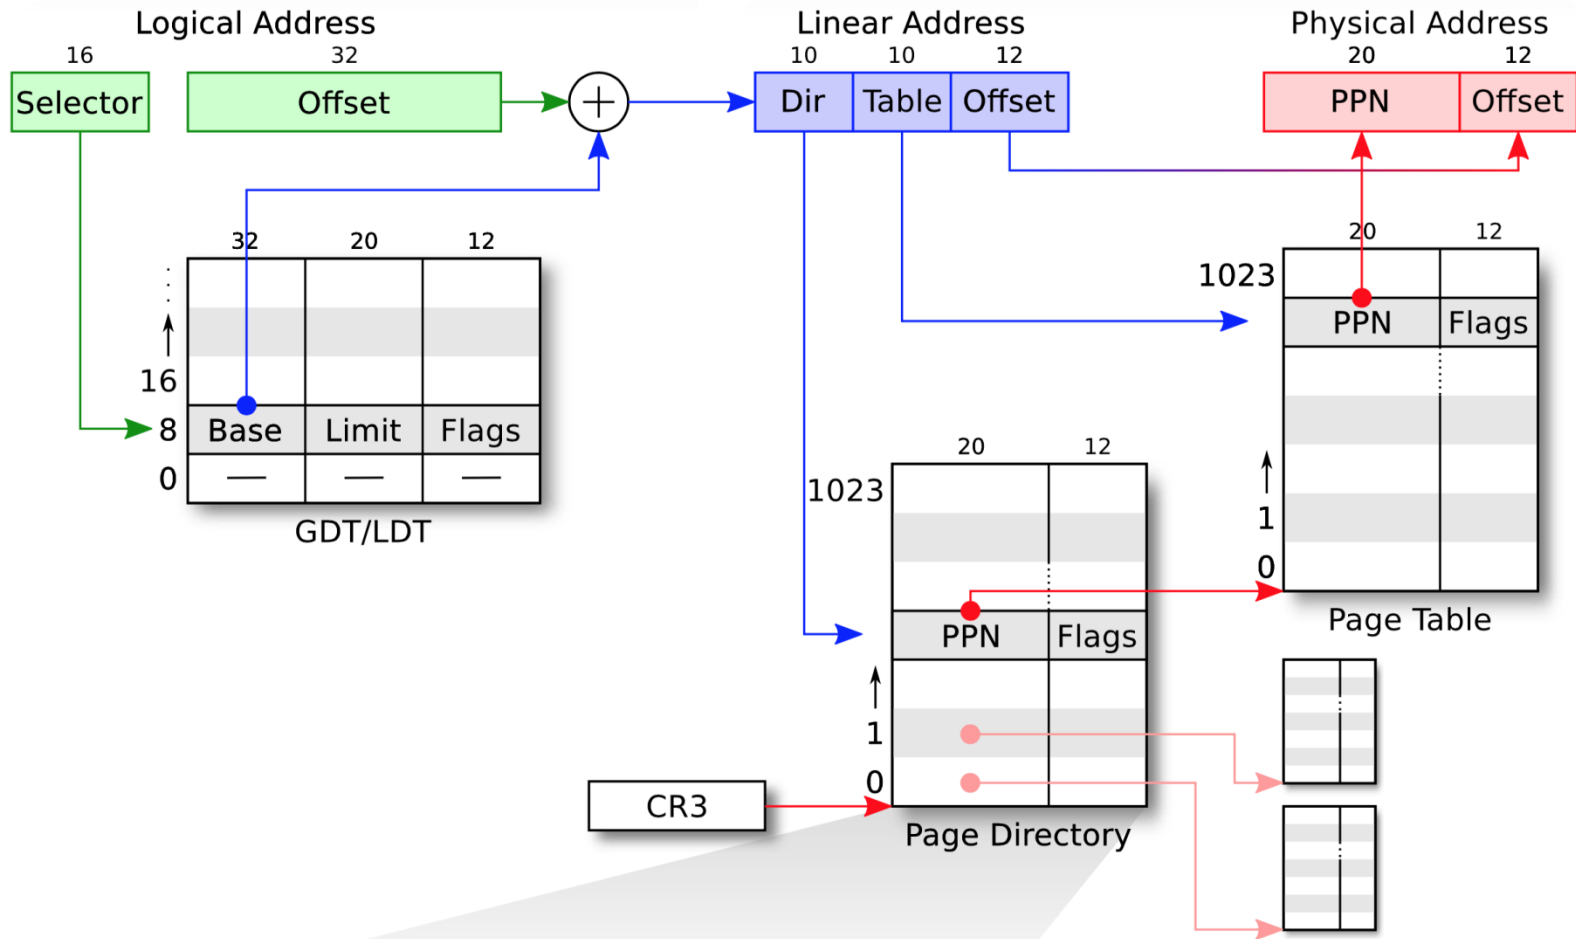 Logical Address
Linear Address
Physical Address
16
32
10
10
12
20
12
Selector
Offset
+
Dir
Table
Offset
PPN
Offset
32
20
12
20
12
1023
16
PPN
Flags
8
Base
Limit
Flags
0
— — —
GDT/LDT
20
12
1023
1
0
PPN
Flags
Page Table
1
0
CR3
Page Directory